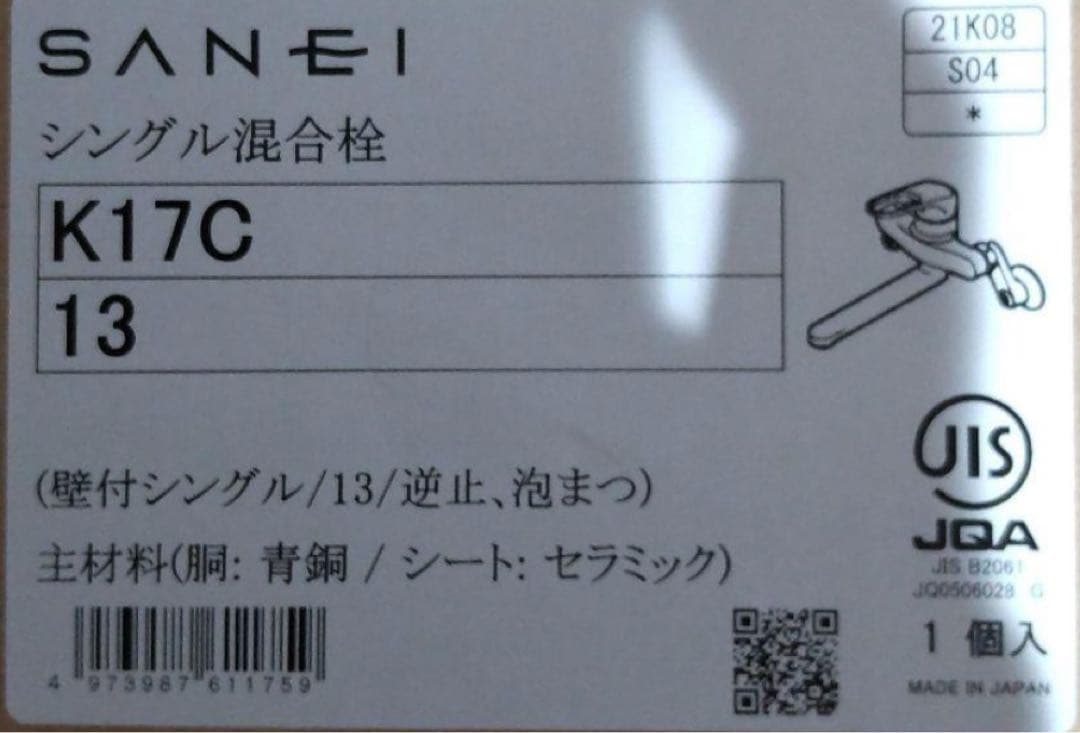 SANEI
21K08
S04
*
シングル混合栓
K17C
13
(壁付シングル/13/逆止、泡まつ)
主材料(胴: 青銅 / シート: セラミック)
JIS
JQA
JIS B2061
JQ0506028 G
1 個入
MADE IN JAPAN
4 973987 611759